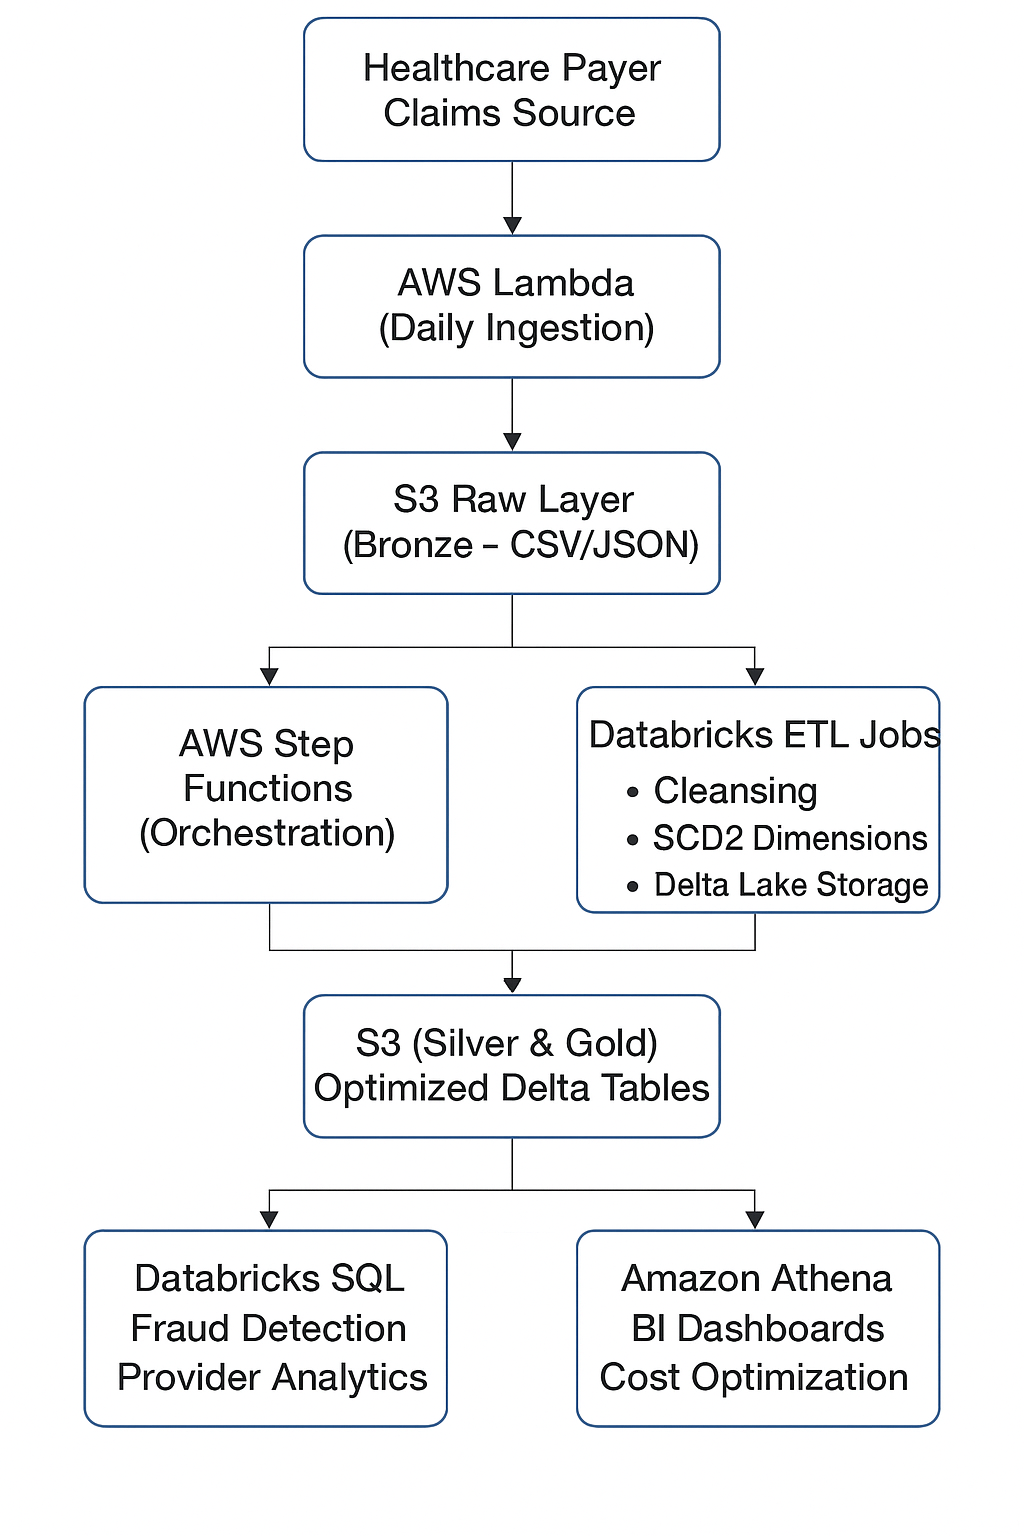 Healthcare Payer
Claims Source
AWS Lambda
(Daily Ingestion)
S3 Raw Layer
(Bronze – CSV/JSON)
AWS Step
Functions
(Orchestration)
Databricks ETL Jobs
• Cleansing
• SCD2 Dimensions
• Delta Lake Storage
S3 (Silver & Gold)
Optimized Delta Tables
Databricks SQL
Fraud Detection
Provider Analytics
Amazon Athena
BI Dashboards
Cost Optimization